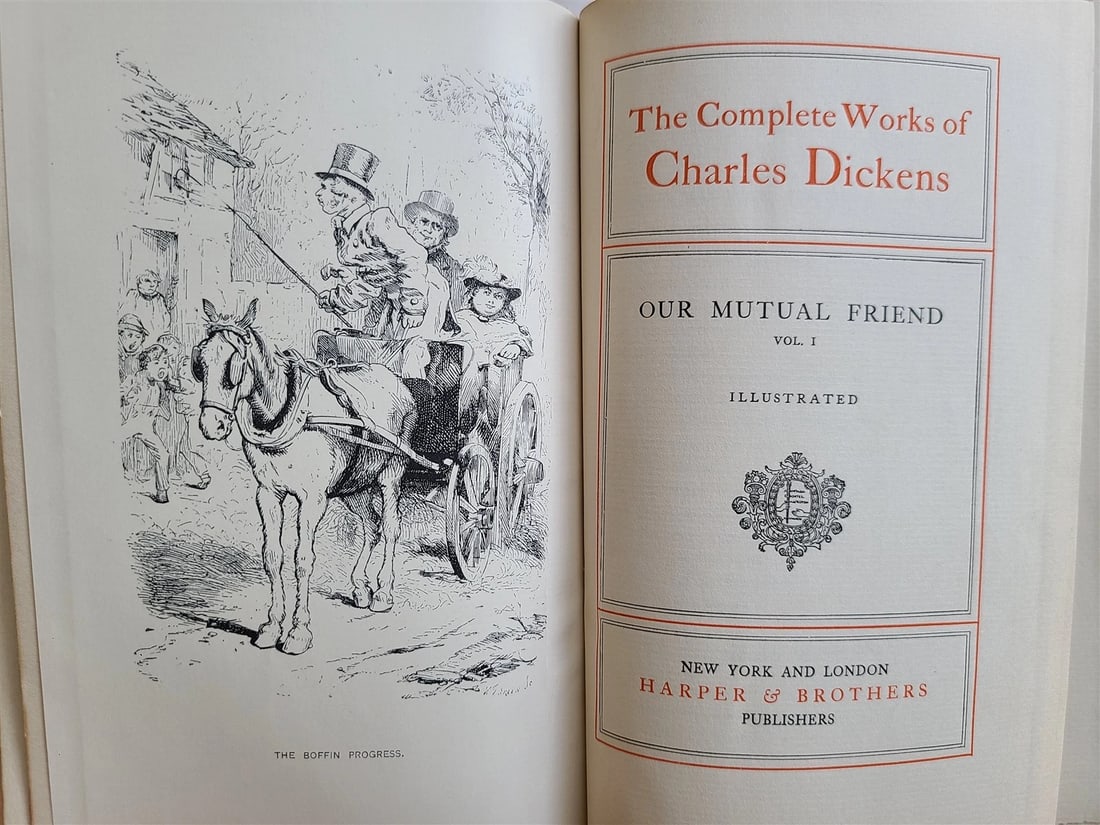 THE BOFFIN PROGRESS.
The Complete Works of
Charles Dickens
OUR MUTUAL FRIEND
VOL. I
ILLUSTRATED
NEW YORK AND LONDON
HARPER & BROTHERS
PUBLISHERS